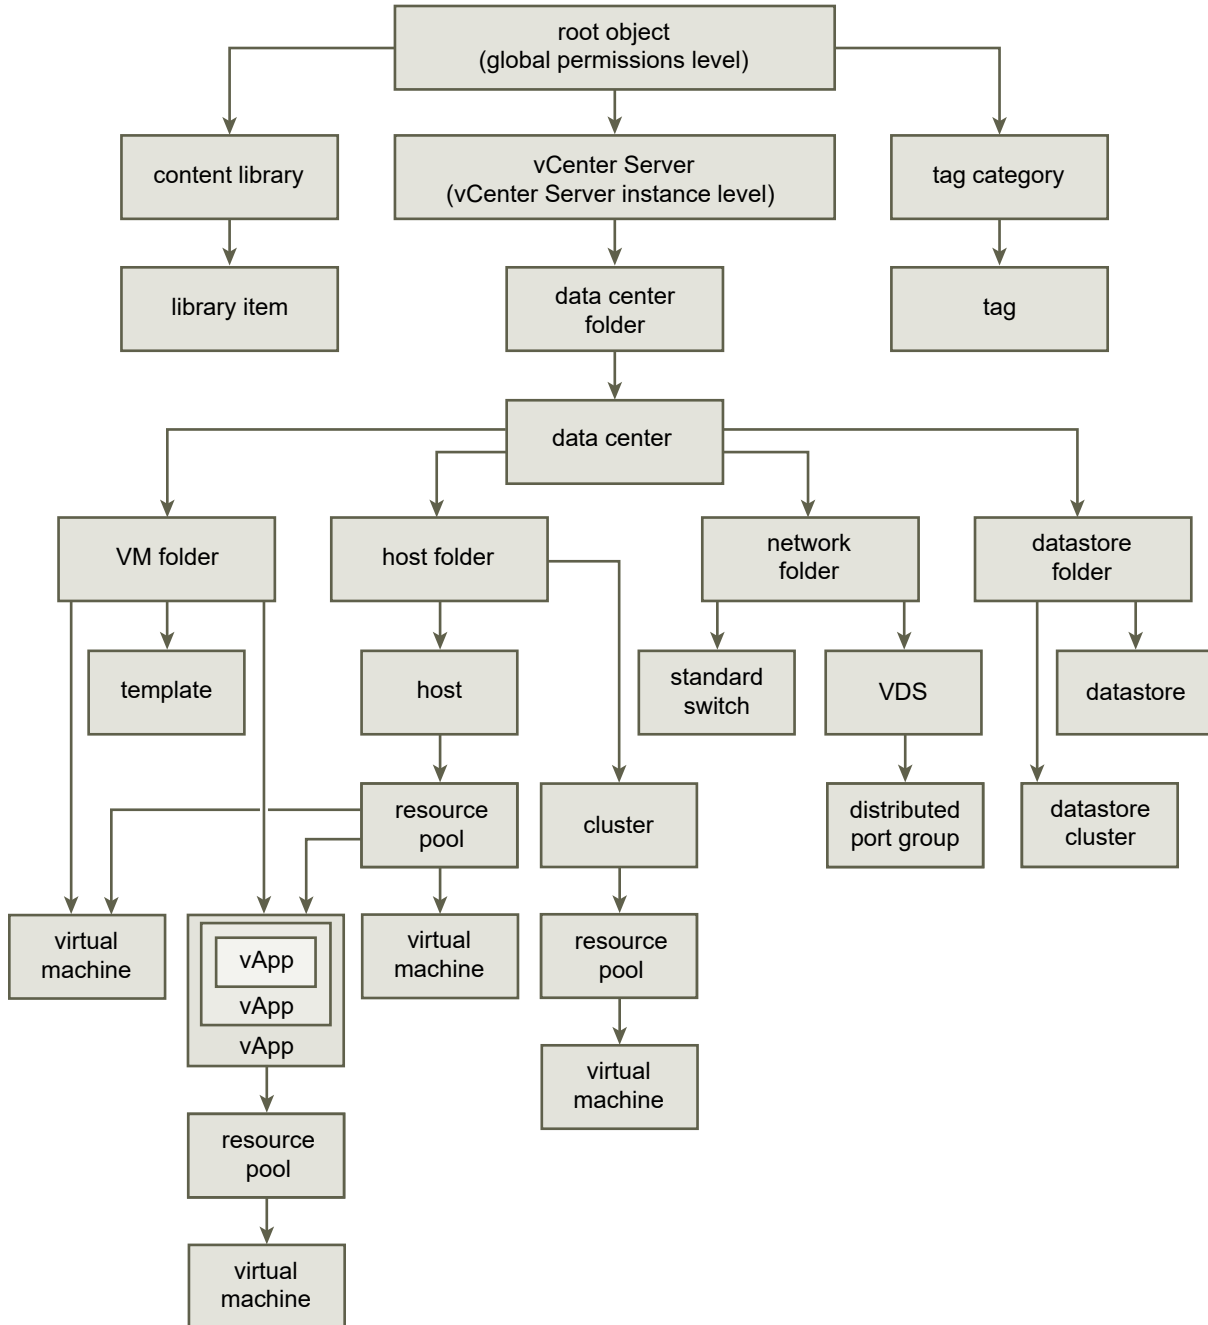 root object
(global permissions level)
content library
vCenter Server
(vCenter Server instance level)
tag category
library item
data center
folder
tag
data center
VM folder
host folder
network
folder
datastore
folder
template
host
standard
switch
VDS
datastore
resource
pool
cluster
distributed
port group
datastore
cluster
virtual
machine
vApp
vApp
vApp
virtual
machine
resource
pool
virtual
machine
resource
pool
virtual
machine